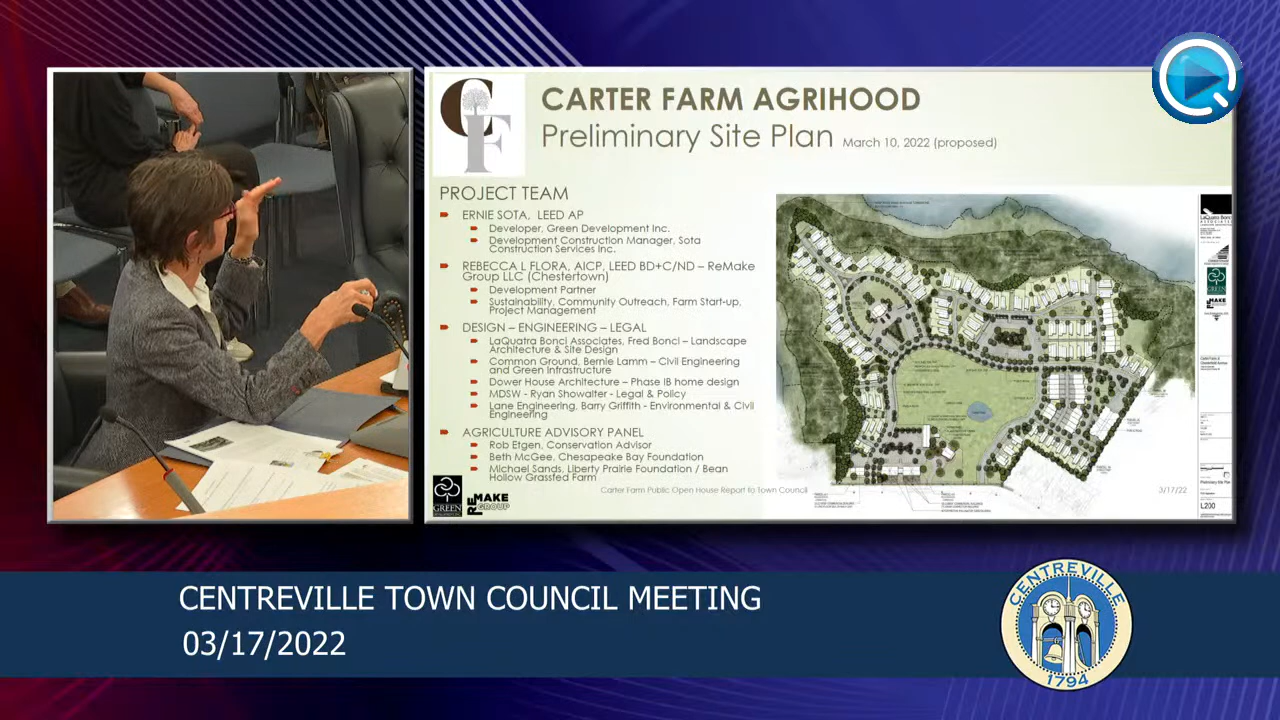 CARTER FARM AGRIHOOD
Preliminary Site Plan March 10, 2022 (proposed)
CF
PROJECT TEAM
ERNIE SOTA, LEED AP
Developer, Green Development Inc.
Development Construction Manager, Sota
Construction Services Inc.
REBECCA L FLORA, AICP, LEED BD+C/ND – ReMake
Group LLC (Chestertown)
Development Partner
Sustainability, Community Outreach, Farm Start-up,
Project Management
DESIGN – ENGINEERING – LEGAL
LaQuatra Bonci Associates, Fred Bonci – Landscape
Architecture & Site Design
Common Ground, Bernie Lamm – Civil Engineering
and Green Infrastructure
Dower House Architecture – Phase IB home design
MDSW - Ryan Showalter - Legal & Policy
Lane Engineering, Barry Griffith - Environmental & Civil
Engineering
AGRICULTURE ADVISORY PANEL
Rob Etgen, Conservation Advisor
Beth McGee, Chesapeake Bay Foundation
Michael Sands, Liberty Prairie Foundation / Bean
Hollow Grassfed Farm
GREEN
REMAKE
GROUP
Carter Farm Public Open House Report to Town Council
3/17/22
LaQuatra Bonci
GREEN
Preliminary Site Plan
L200
CENTREVILLE TOWN COUNCIL MEETING
03/17/2022
CENTREVILLE
1794